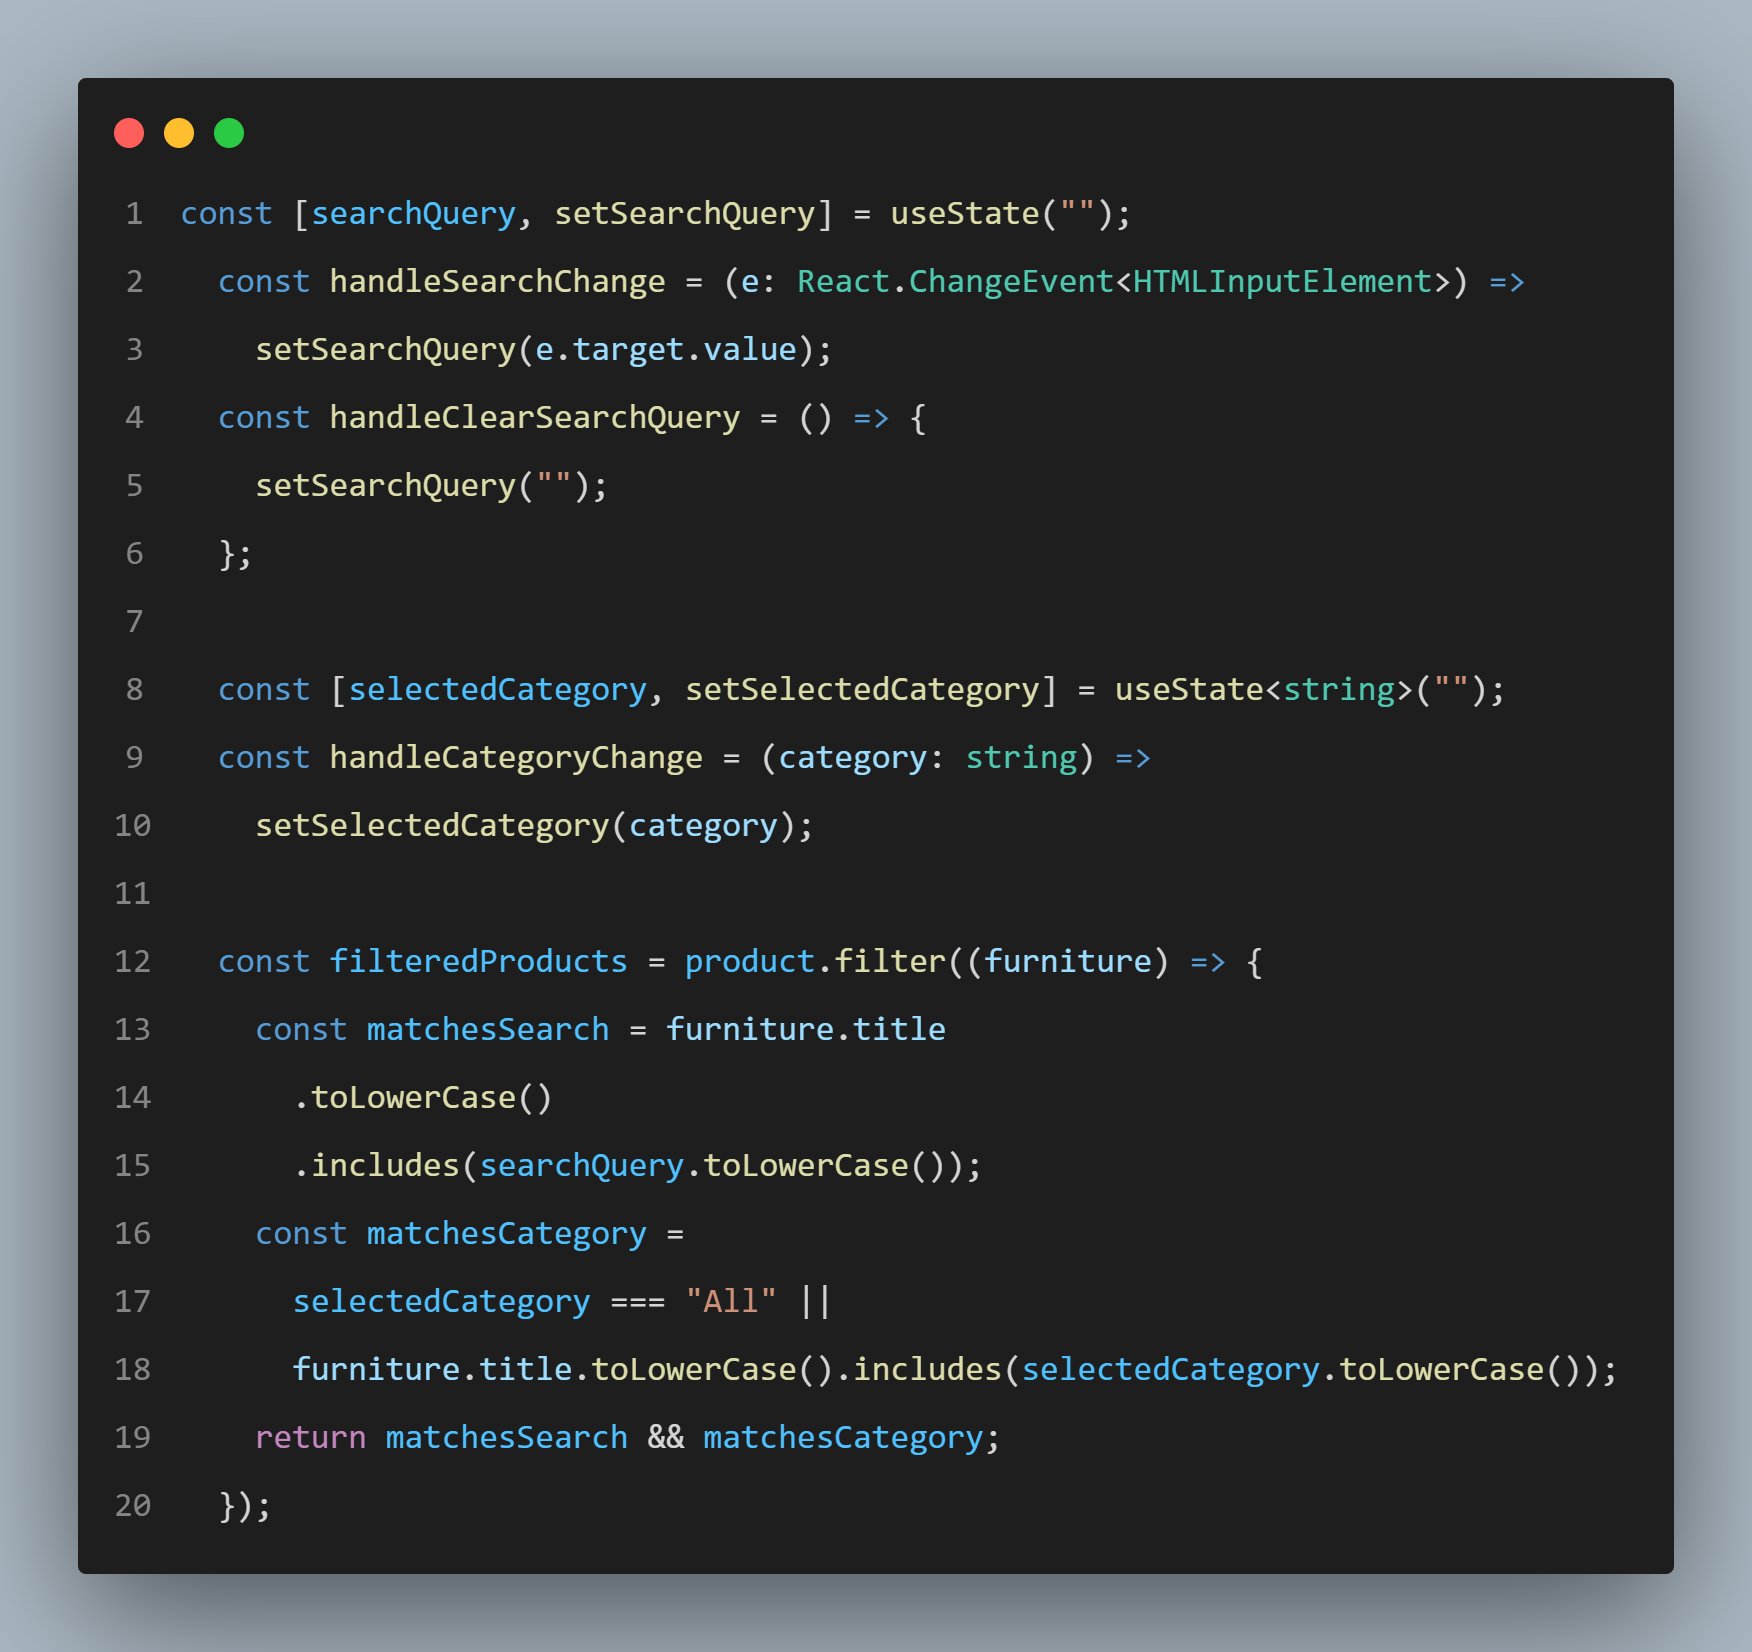 1 const [searchQuery, setSearchQuery] = useState("");
2   const handleSearchChange = (e: React.ChangeEvent<HTMLInputElement>) =>
3     setSearchQuery(e.target.value);
4   const handleClearSearchQuery = () => {
5     setSearchQuery("");
6   };
7
8   const [selectedCategory, setSelectedCategory] = useState<string>("");
9   const handleCategoryChange = (category: string) =>
10     setSelectedCategory(category);
11
12   const filteredProducts = product.filter((furniture) => {
13     const matchesSearch = furniture.title
14       .toLowerCase()
15       .includes(searchQuery.toLowerCase());
16     const matchesCategory =
17       selectedCategory === "All" ||
18       furniture.title.toLowerCase().includes(selectedCategory.toLowerCase());
19     return matchesSearch && matchesCategory;
20   });